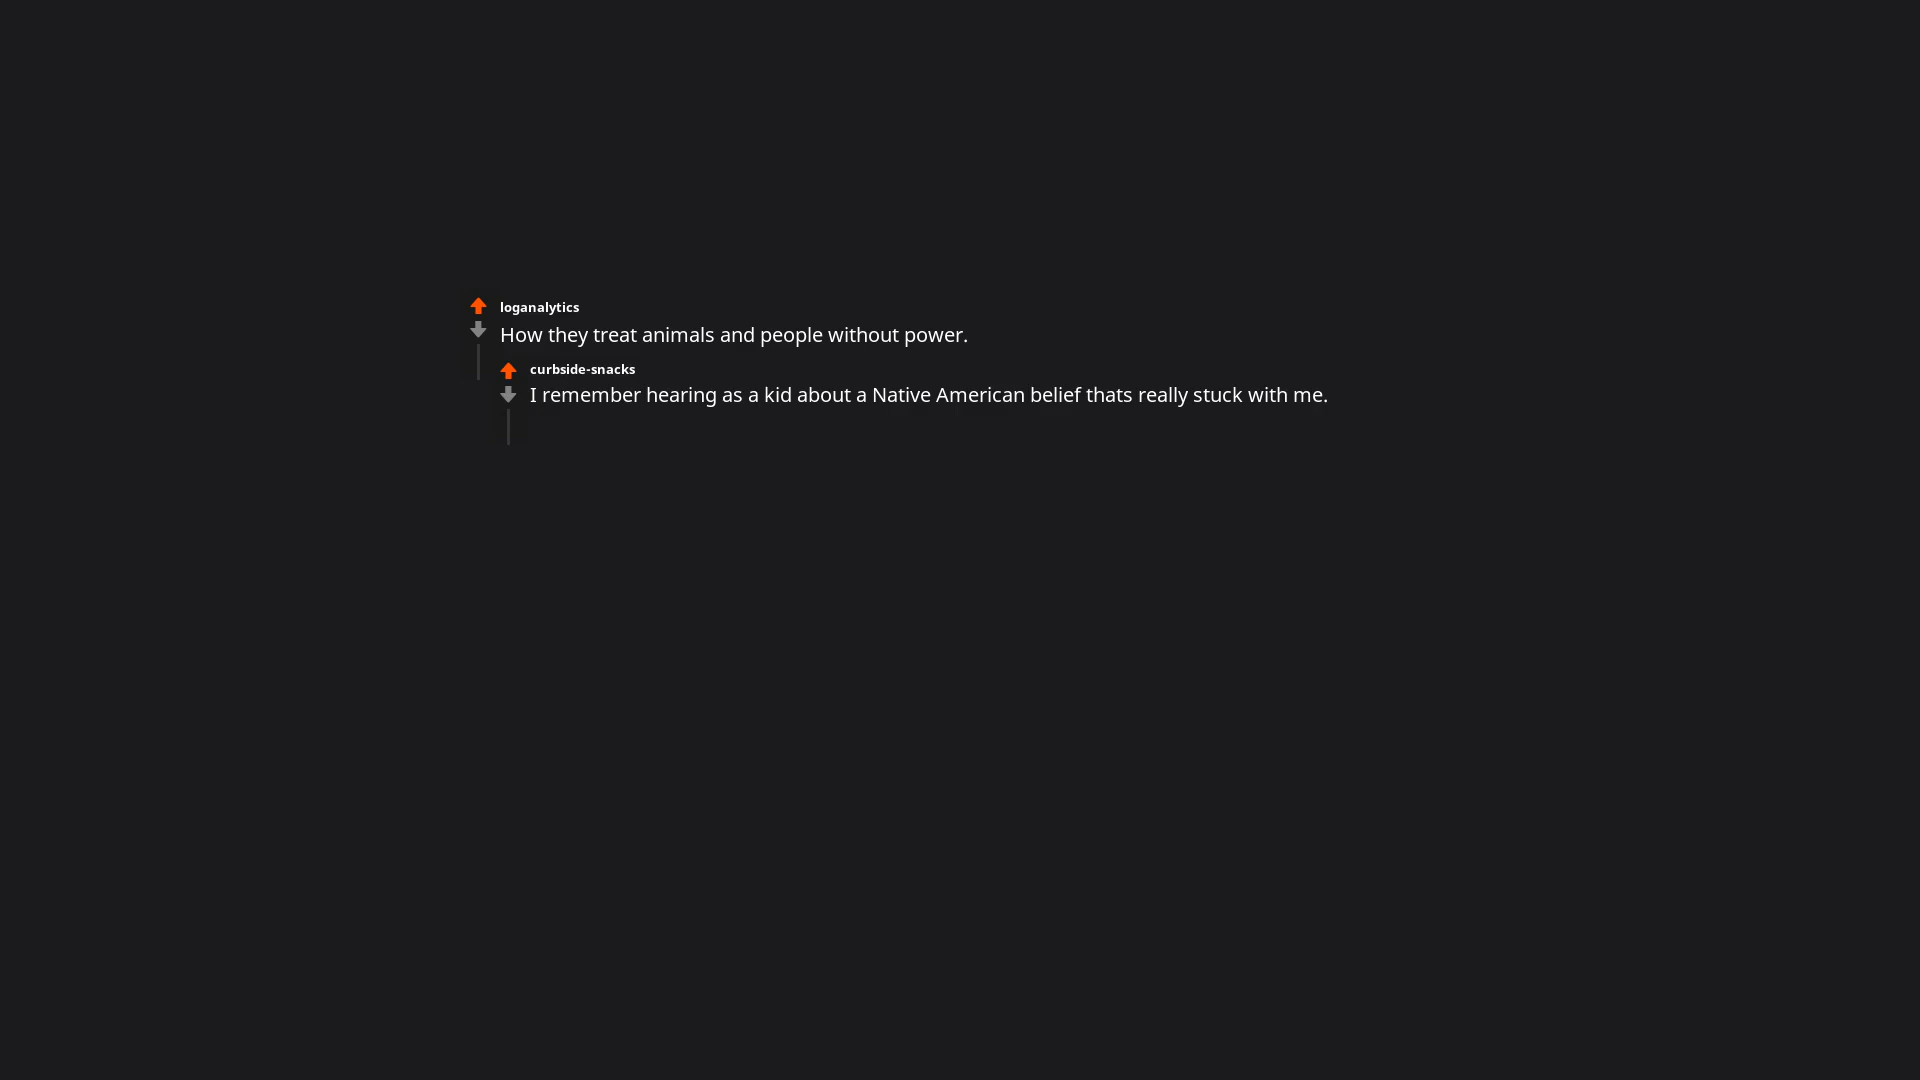 loganalytics
How they treat animals and people without power.
curbside-snacks
I remember hearing as a kid about a Native American belief thats really stuck with me.